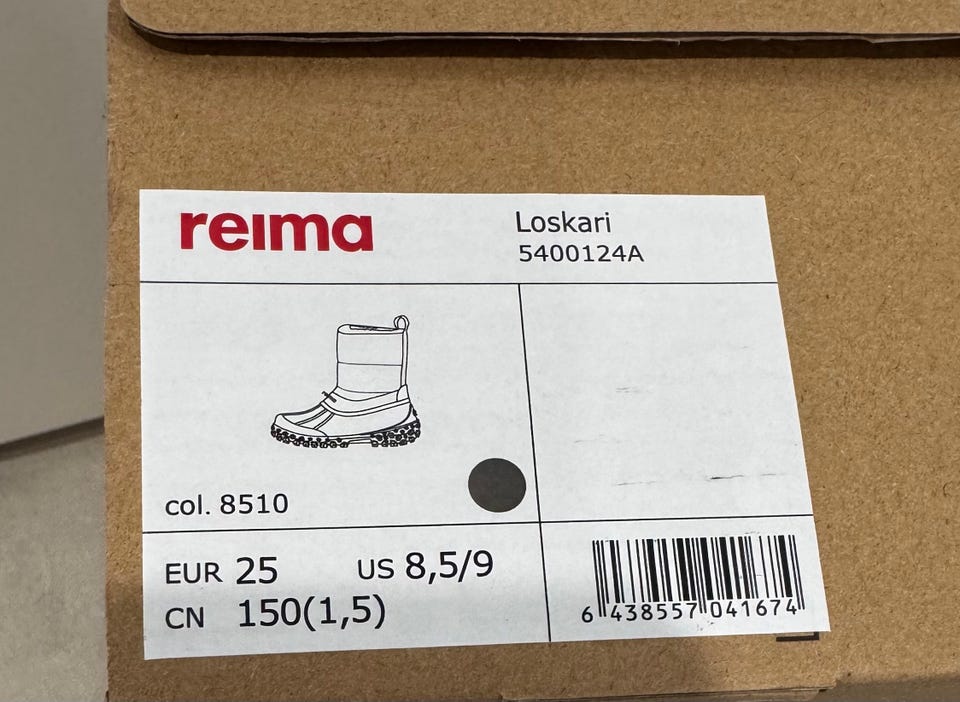 reima
Loskari
5400124A
col. 8510
EUR 25 US 8,5/9
CN 150(1,5)
6 438557 041674